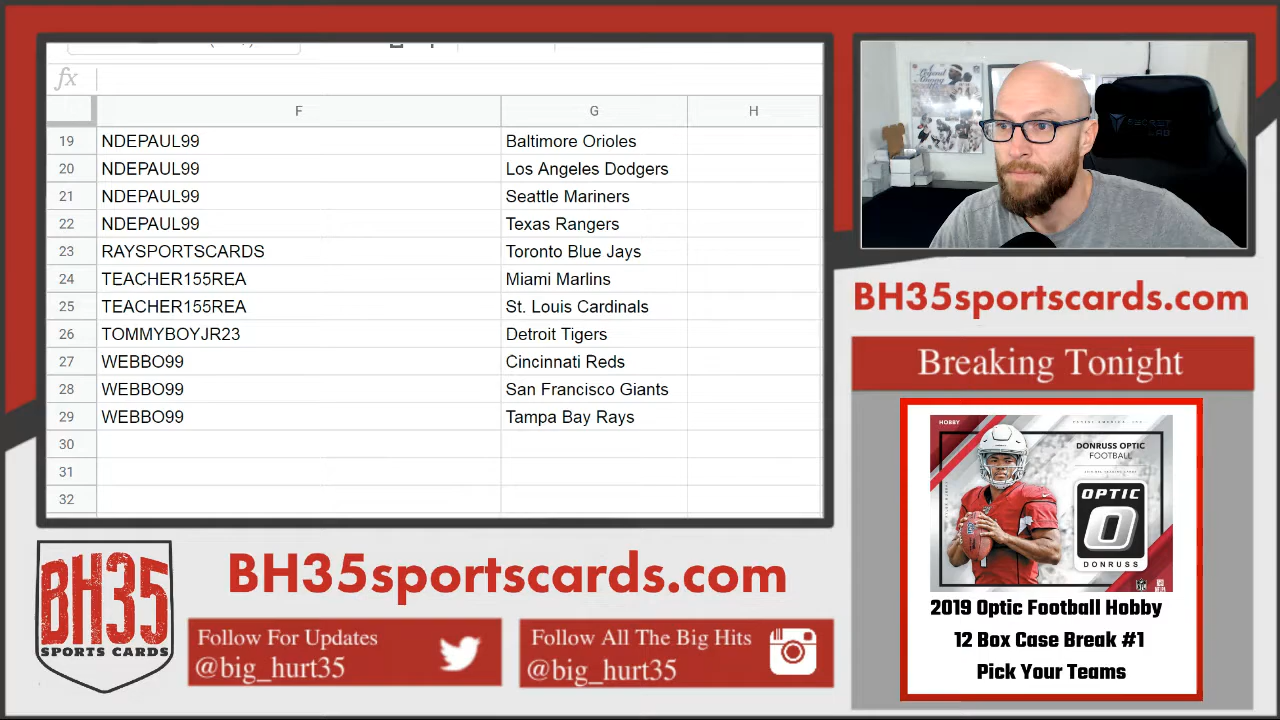 fx
F G H
19 NDEPAUL99 Baltimore Orioles
20 NDEPAUL99 Los Angeles Dodgers
21 NDEPAUL99 Seattle Mariners
22 NDEPAUL99 Texas Rangers
23 RAYSPORTSCARDS Toronto Blue Jays
24 TEACHER155REA Miami Marlins
25 TEACHER155REA St. Louis Cardinals
26 TOMMYBOYJR23 Detroit Tigers
27 WEBBO99 Cincinnati Reds
28 WEBBO99 San Francisco Giants
29 WEBBO99 Tampa Bay Rays
30
31
32
SECRET
LAB
BH35sportscards.com
Breaking Tonight
HOBBY
DONRUSS OPTIC
FOOTBALL
OPTIC
O
DONRUSS
NFL
2019 Optic Football Hobby
12 Box Case Break #1
Pick Your Teams
BH35
SPORTS CARDS
BH35sportscards.com
Follow For Updates
@big_hurt35
Follow All The Big Hits
@big_hurt35